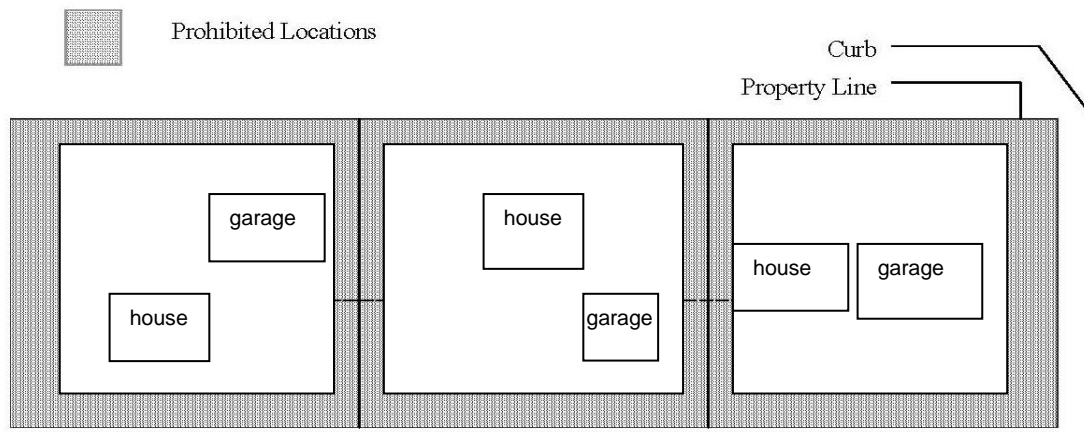 Prohibited Locations
Curb
Property Line
garage
house
house
garage
house
garage